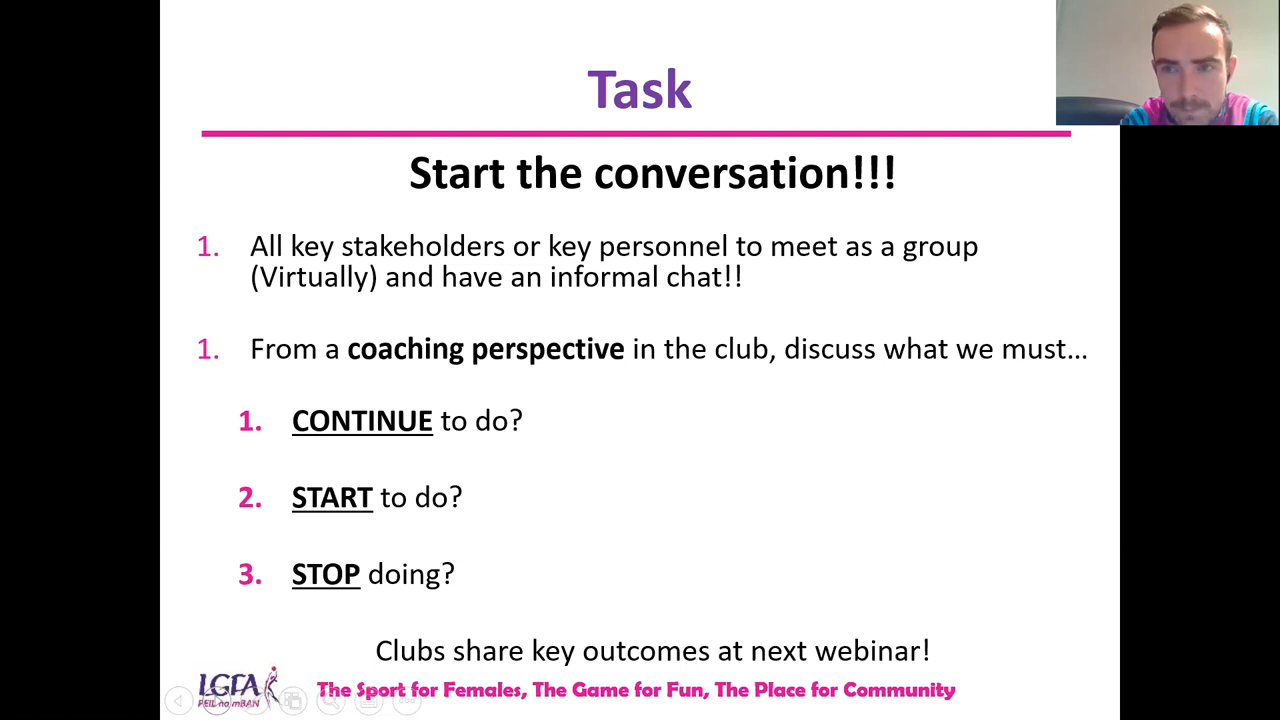 Task
Start the conversation!!!
1. All key stakeholders or key personnel to meet as a group
(Virtually) and have an informal chat!!
1. From a coaching perspective in the club, discuss what we must...
1. CONTINUE to do?
2. START to do?
3. STOP doing?
Clubs share key outcomes at next webinar!
LGFA
PEIL na mBAN
The Sport for Females, The Game for Fun, The Place for Community